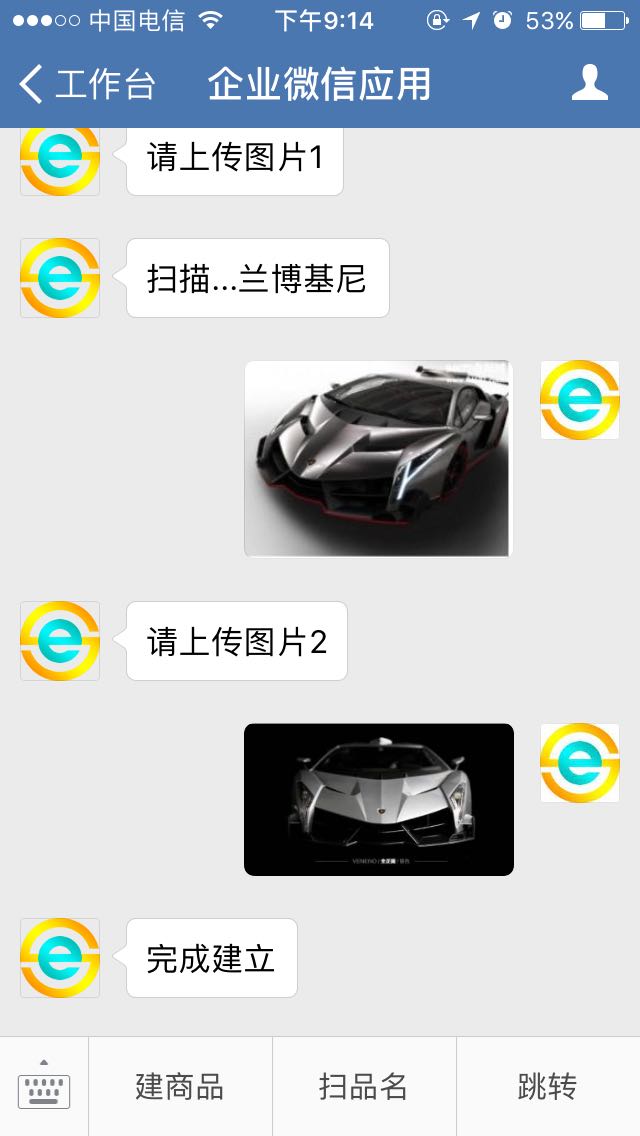 中国电信 下午9:14 53%
工作台 企业微信应用
请上传图片1
扫描...兰博基尼
请上传图片2
VENENO
完成建立
建商品 扫品名 跳转